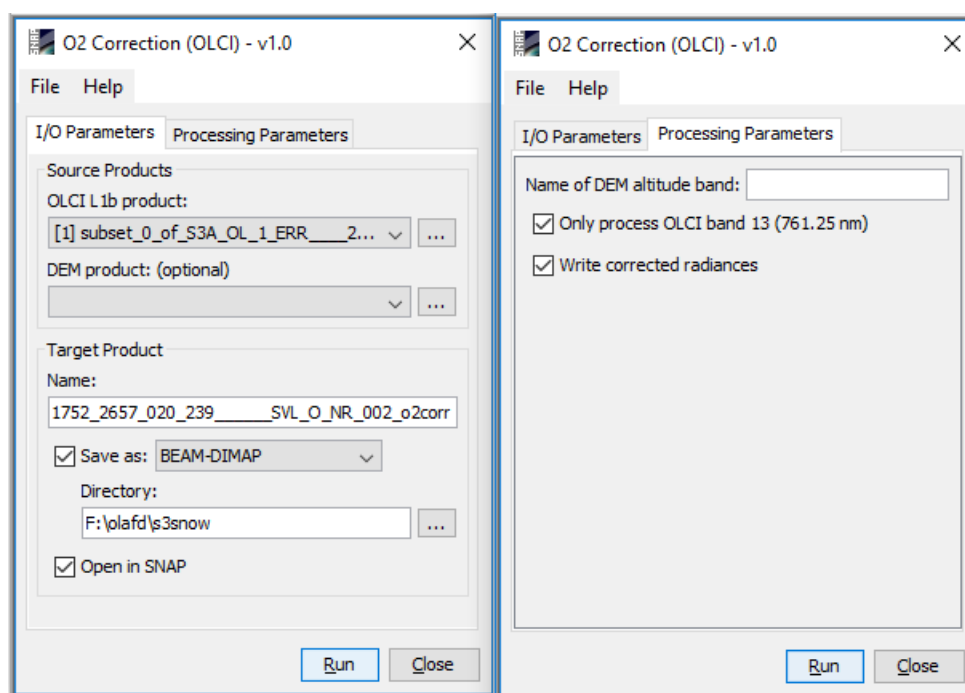 O2 Correction (OLCI) - v1.0
File Help
I/O Parameters Processing Parameters
Source Products
OLCI L1b product:
[1] subset_0_of_S3A_OL_1_ERR____2... ...
DEM product: (optional)
...
Target Product
Name:
1752_2657_020_239______SVL_O_NR_002_o2corr
Save as: BEAM-DIMAP
Directory:
F:\olafd\s3snow ...
Open in SNAP
Run Close
O2 Correction (OLCI) - v1.0
File Help
I/O Parameters Processing Parameters
Name of DEM altitude band:
Only process OLCI band 13 (761.25 nm)
Write corrected radiances
Run Close